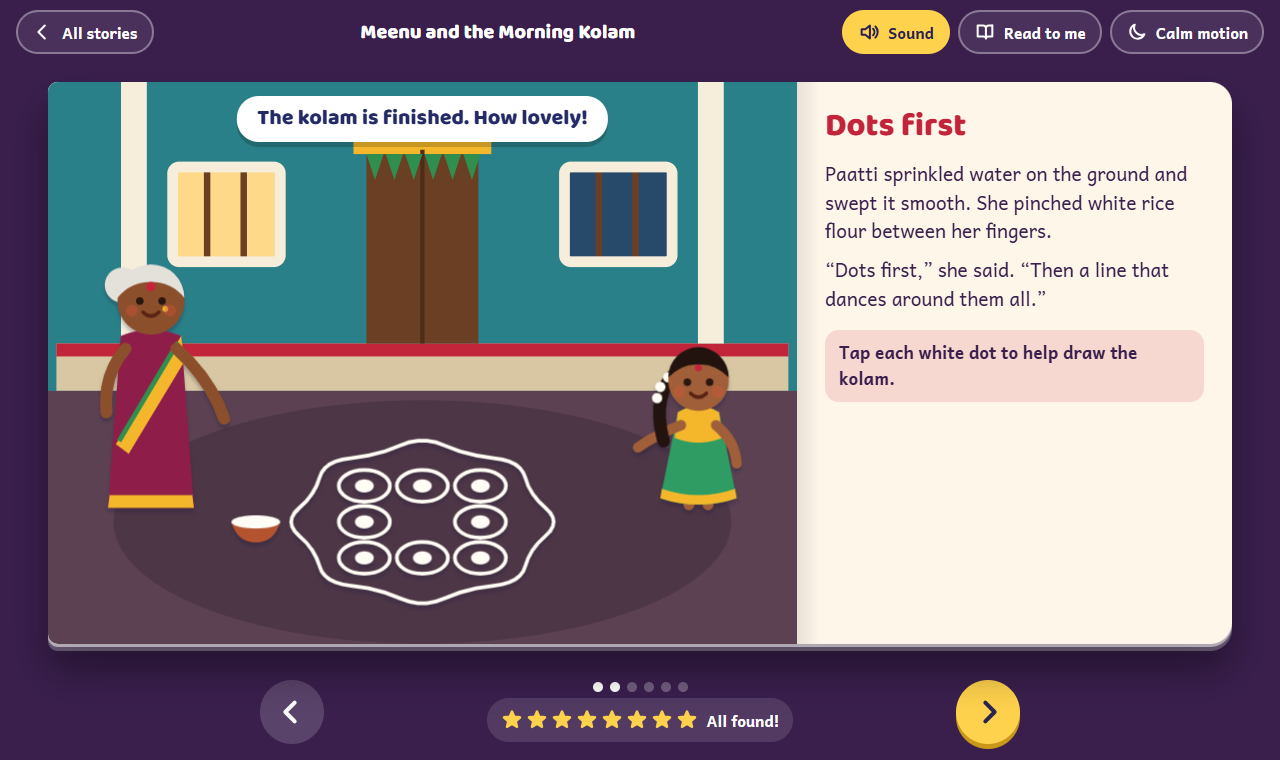 All stories
Meenu and the Morning Kolam
Sound
Read to me
Calm motion
The kolam is finished. How lovely!
Dots first
Paatti sprinkled water on the ground and
swept it smooth. She pinched white rice
flour between her fingers.
“Dots first,” she said. “Then a line that
dances around them all.”
Tap each white dot to help draw the
kolam.
All found!